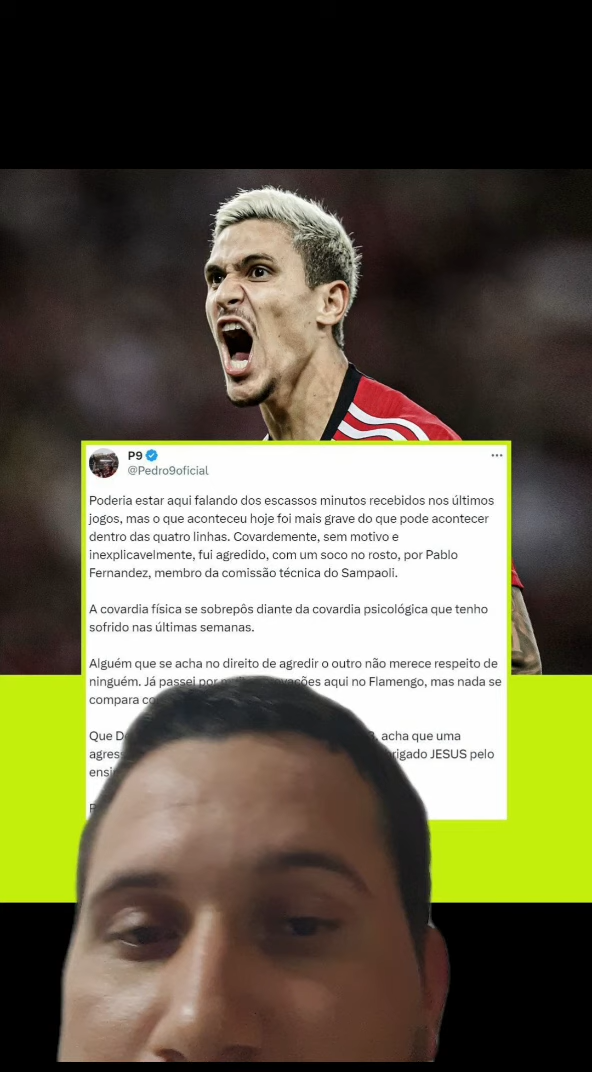 P9
@Pedro9oficial
Poderia estar aqui falando dos escassos minutos recebidos nos últimos
jogos, mas o que aconteceu hoje foi mais grave do que pode acontecer
dentro das quatro linhas. Covardemente, sem motivo e
inexplicavelmente, fui agredido, com um soco no rosto, por Pablo
Fernandez, membro da comissão técnica do Sampaoli.
A covardia física se sobrepôs diante da covardia psicológica que tenho
sofrido nas últimas semanas.
Alguém que se acha no direito de agredir o outro não merece respeito de
ninguém. Já passei por aqui no Flamengo, mas nada se
compara
Que acha que uma
JESUS pelo